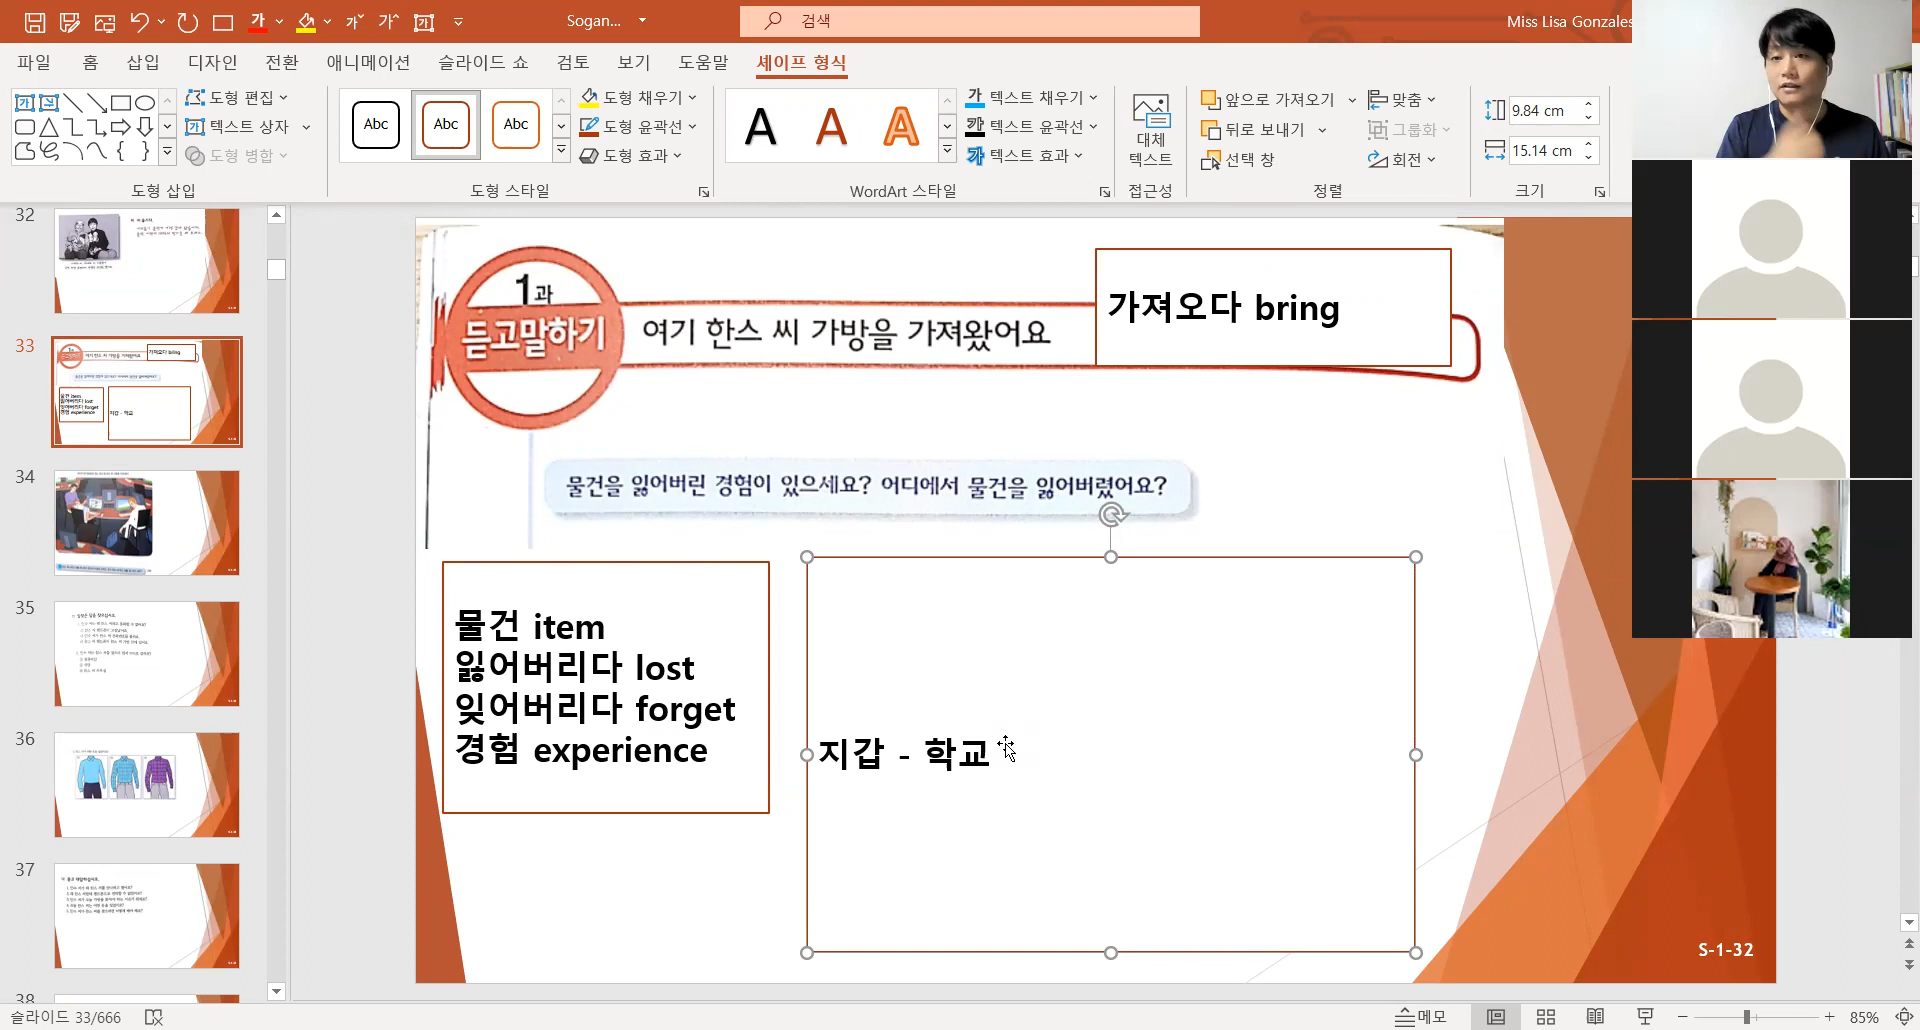 Sogan...
검색
Miss Lisa Gonzales
파일 홈 삽입 디자인 전환 애니메이션 슬라이드 쇼 검토 보기 도움말 셰이프 형식
도형 편집
텍스트 상자
도형 병합
도형 삽입
Abc Abc Abc
도형 채우기
도형 윤곽선
도형 효과
도형 스타일
A A A
텍스트 채우기
텍스트 윤곽선
텍스트 효과
WordArt 스타일
대체
텍스트
접근성
앞으로 가져오기
뒤로 보내기
선택 창
맞춤
그룹화
회전
정렬
9.84 cm
15.14 cm
크기
32
33
34
35
36
37
38
1과
듣고말하기
여기 한스 씨 가방을 가져왔어요
가져오다 bring
물건을 잃어버린 경험이 있으세요? 어디에서 물건을 잃어버렸어요?
물건 item
잃어버리다 lost
잊어버리다 forget
경험 experience
지갑 - 학교
S-1-32
슬라이드 33/666
메모
85%